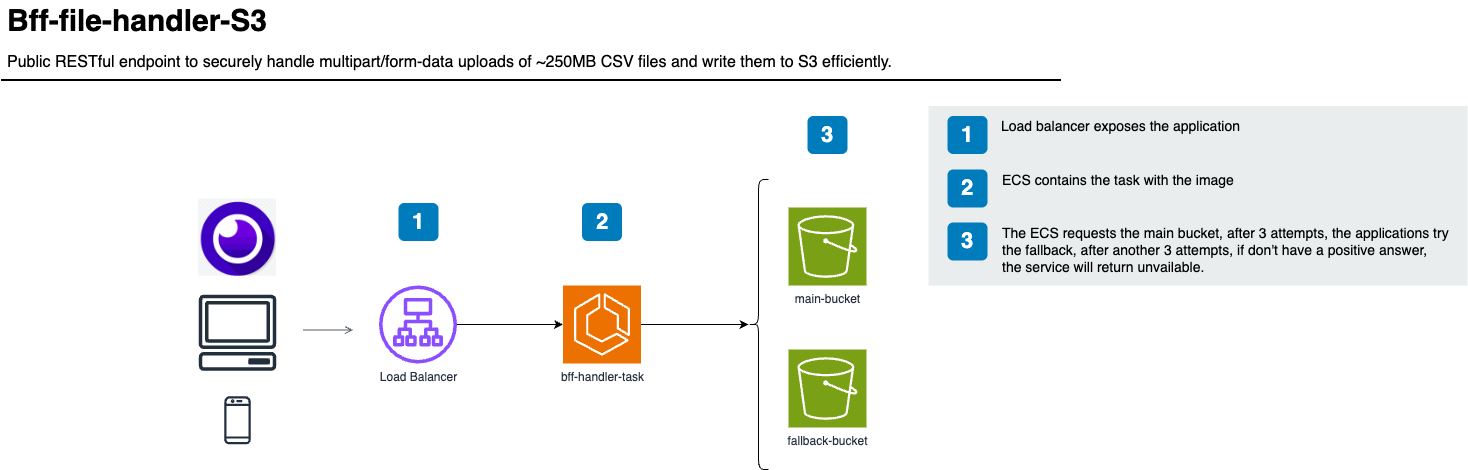 Bff-file-handler-S3
Public RESTful endpoint to securely handle multipart/form-data uploads of ~250MB CSV files and write them to S3 efficiently.
1
Load Balancer
2
bff-handler-task
3
main-bucket
fallback-bucket
1
Load balancer exposes the application
2
ECS contains the task with the image
3
The ECS requests the main bucket, after 3 attempts, the applications try
the fallback, after another 3 attempts, if don't have a positive answer,
the service will return unvailable.